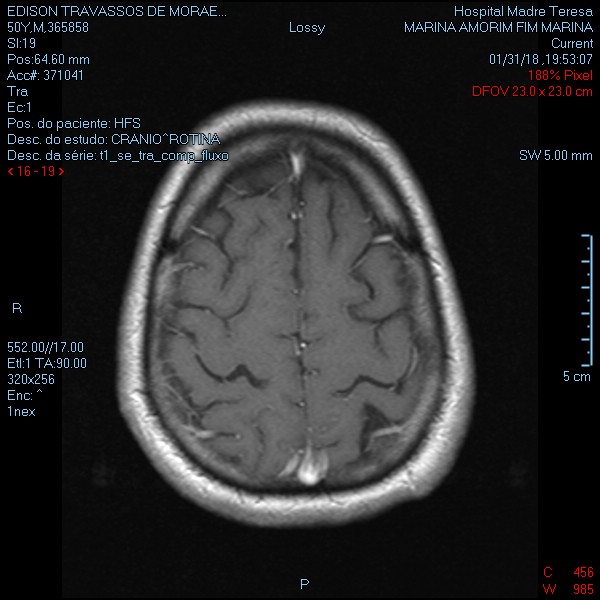 EDISON TRAVASSOS DE MORAE...
50Y,M,365858
Sl:19
Pos:64.60 mm
Acc#: 371041
Tra
Ec:1
Pos. do paciente: HFS
Desc. do estudo: CRANIO^ROTINA
Desc. da série: t1_se_tra_comp_fluxo
< 16 - 19 >
Lossy
Hospital Madre Teresa
MARINA AMORIM FIM MARINA
Current
01/31/18 ,19:53:07
188% Pixel
DFOV 23.0 x 23.0 cm
SW 5.00 mm
R
552.00//17.00
Etl:1 TA:90.00
320x256
Enc: ^
1nex
5 cm
P
C 456
W 985